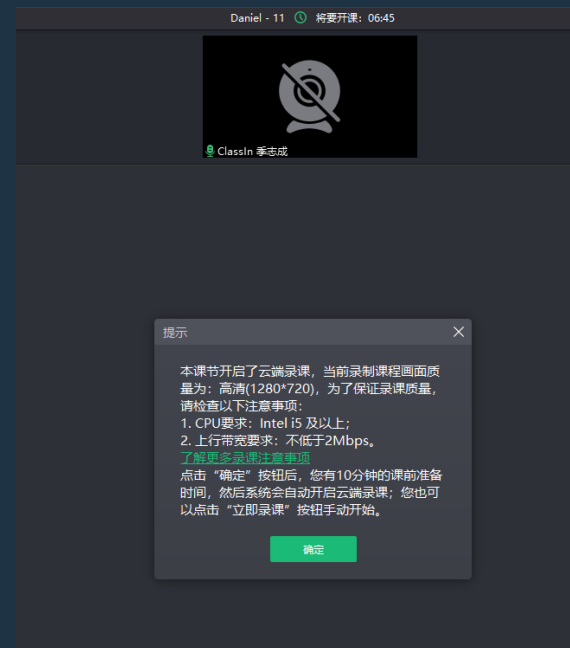 Daniel - 11 将要开课：06:45
ClassIn 季志成
提示
本课节开启了云端录课，当前录制课程画面质
量为：高清(1280*720)，为了保证录课质量，
请检查以下注意事项：
1. CPU要求：Intel i5 及以上；
2. 上行带宽要求：不低于2Mbps。
了解更多录课注意事项
点击“确定”按钮后，您有10分钟的课前准备
时间，然后系统会自动开启云端录课；您也可
以点击“立即录课”按钮手动开始。
确定